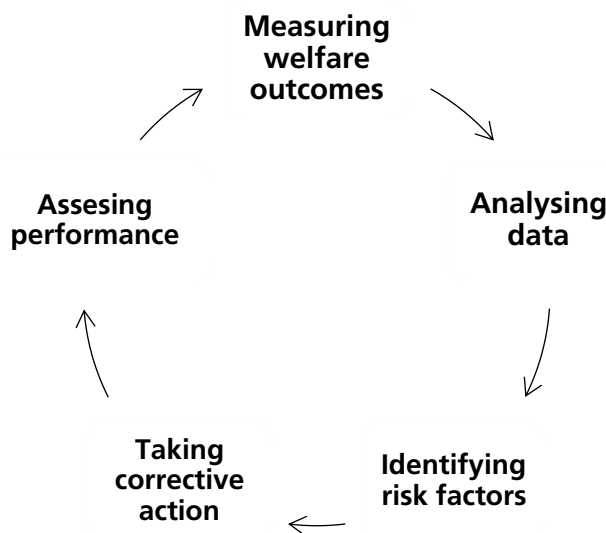 Measuring
welfare
outcomes
Analysing
data
Identifying
risk factors
Taking
corrective
action
Assesing
performance